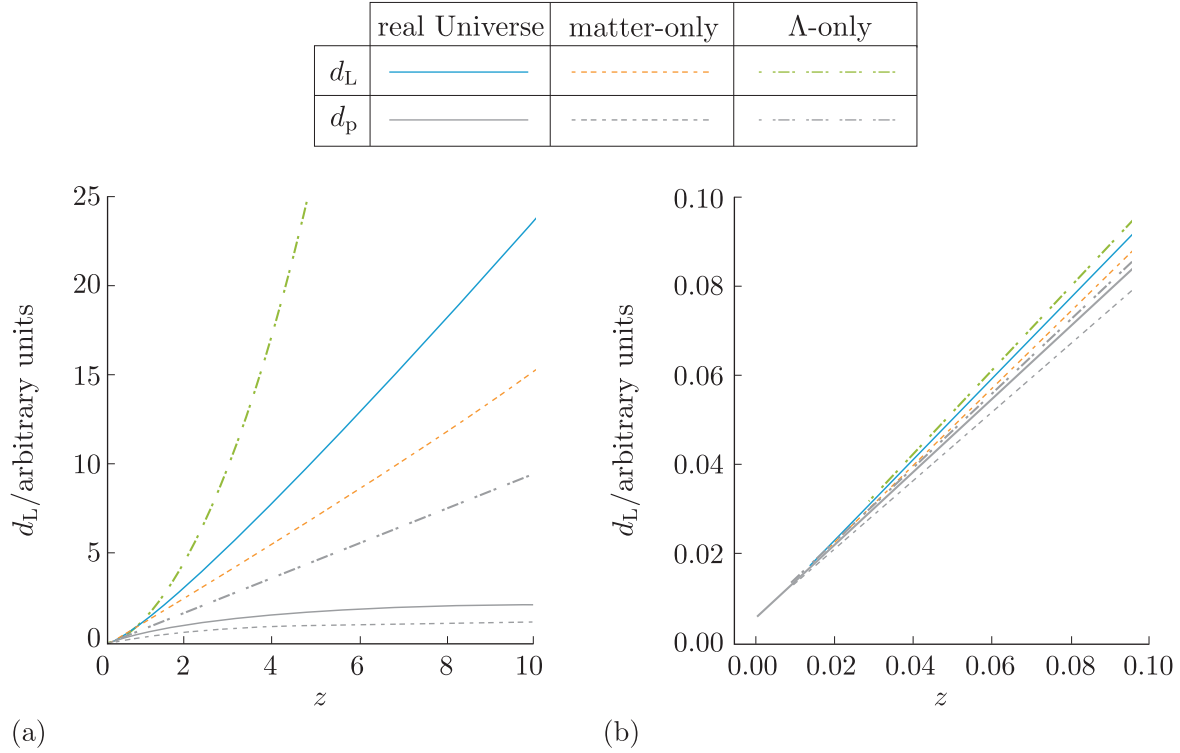 real Universe matter-only Λ-only
d_L
d_p
25
20
15
10
5
0
0 2 4 6 8 10
d_L/arbitrary units
z
(a)
0.10
0.08
0.06
0.04
0.02
0.00
0.00 0.02 0.04 0.06 0.08 0.10
d_L/arbitrary units
z
(b)